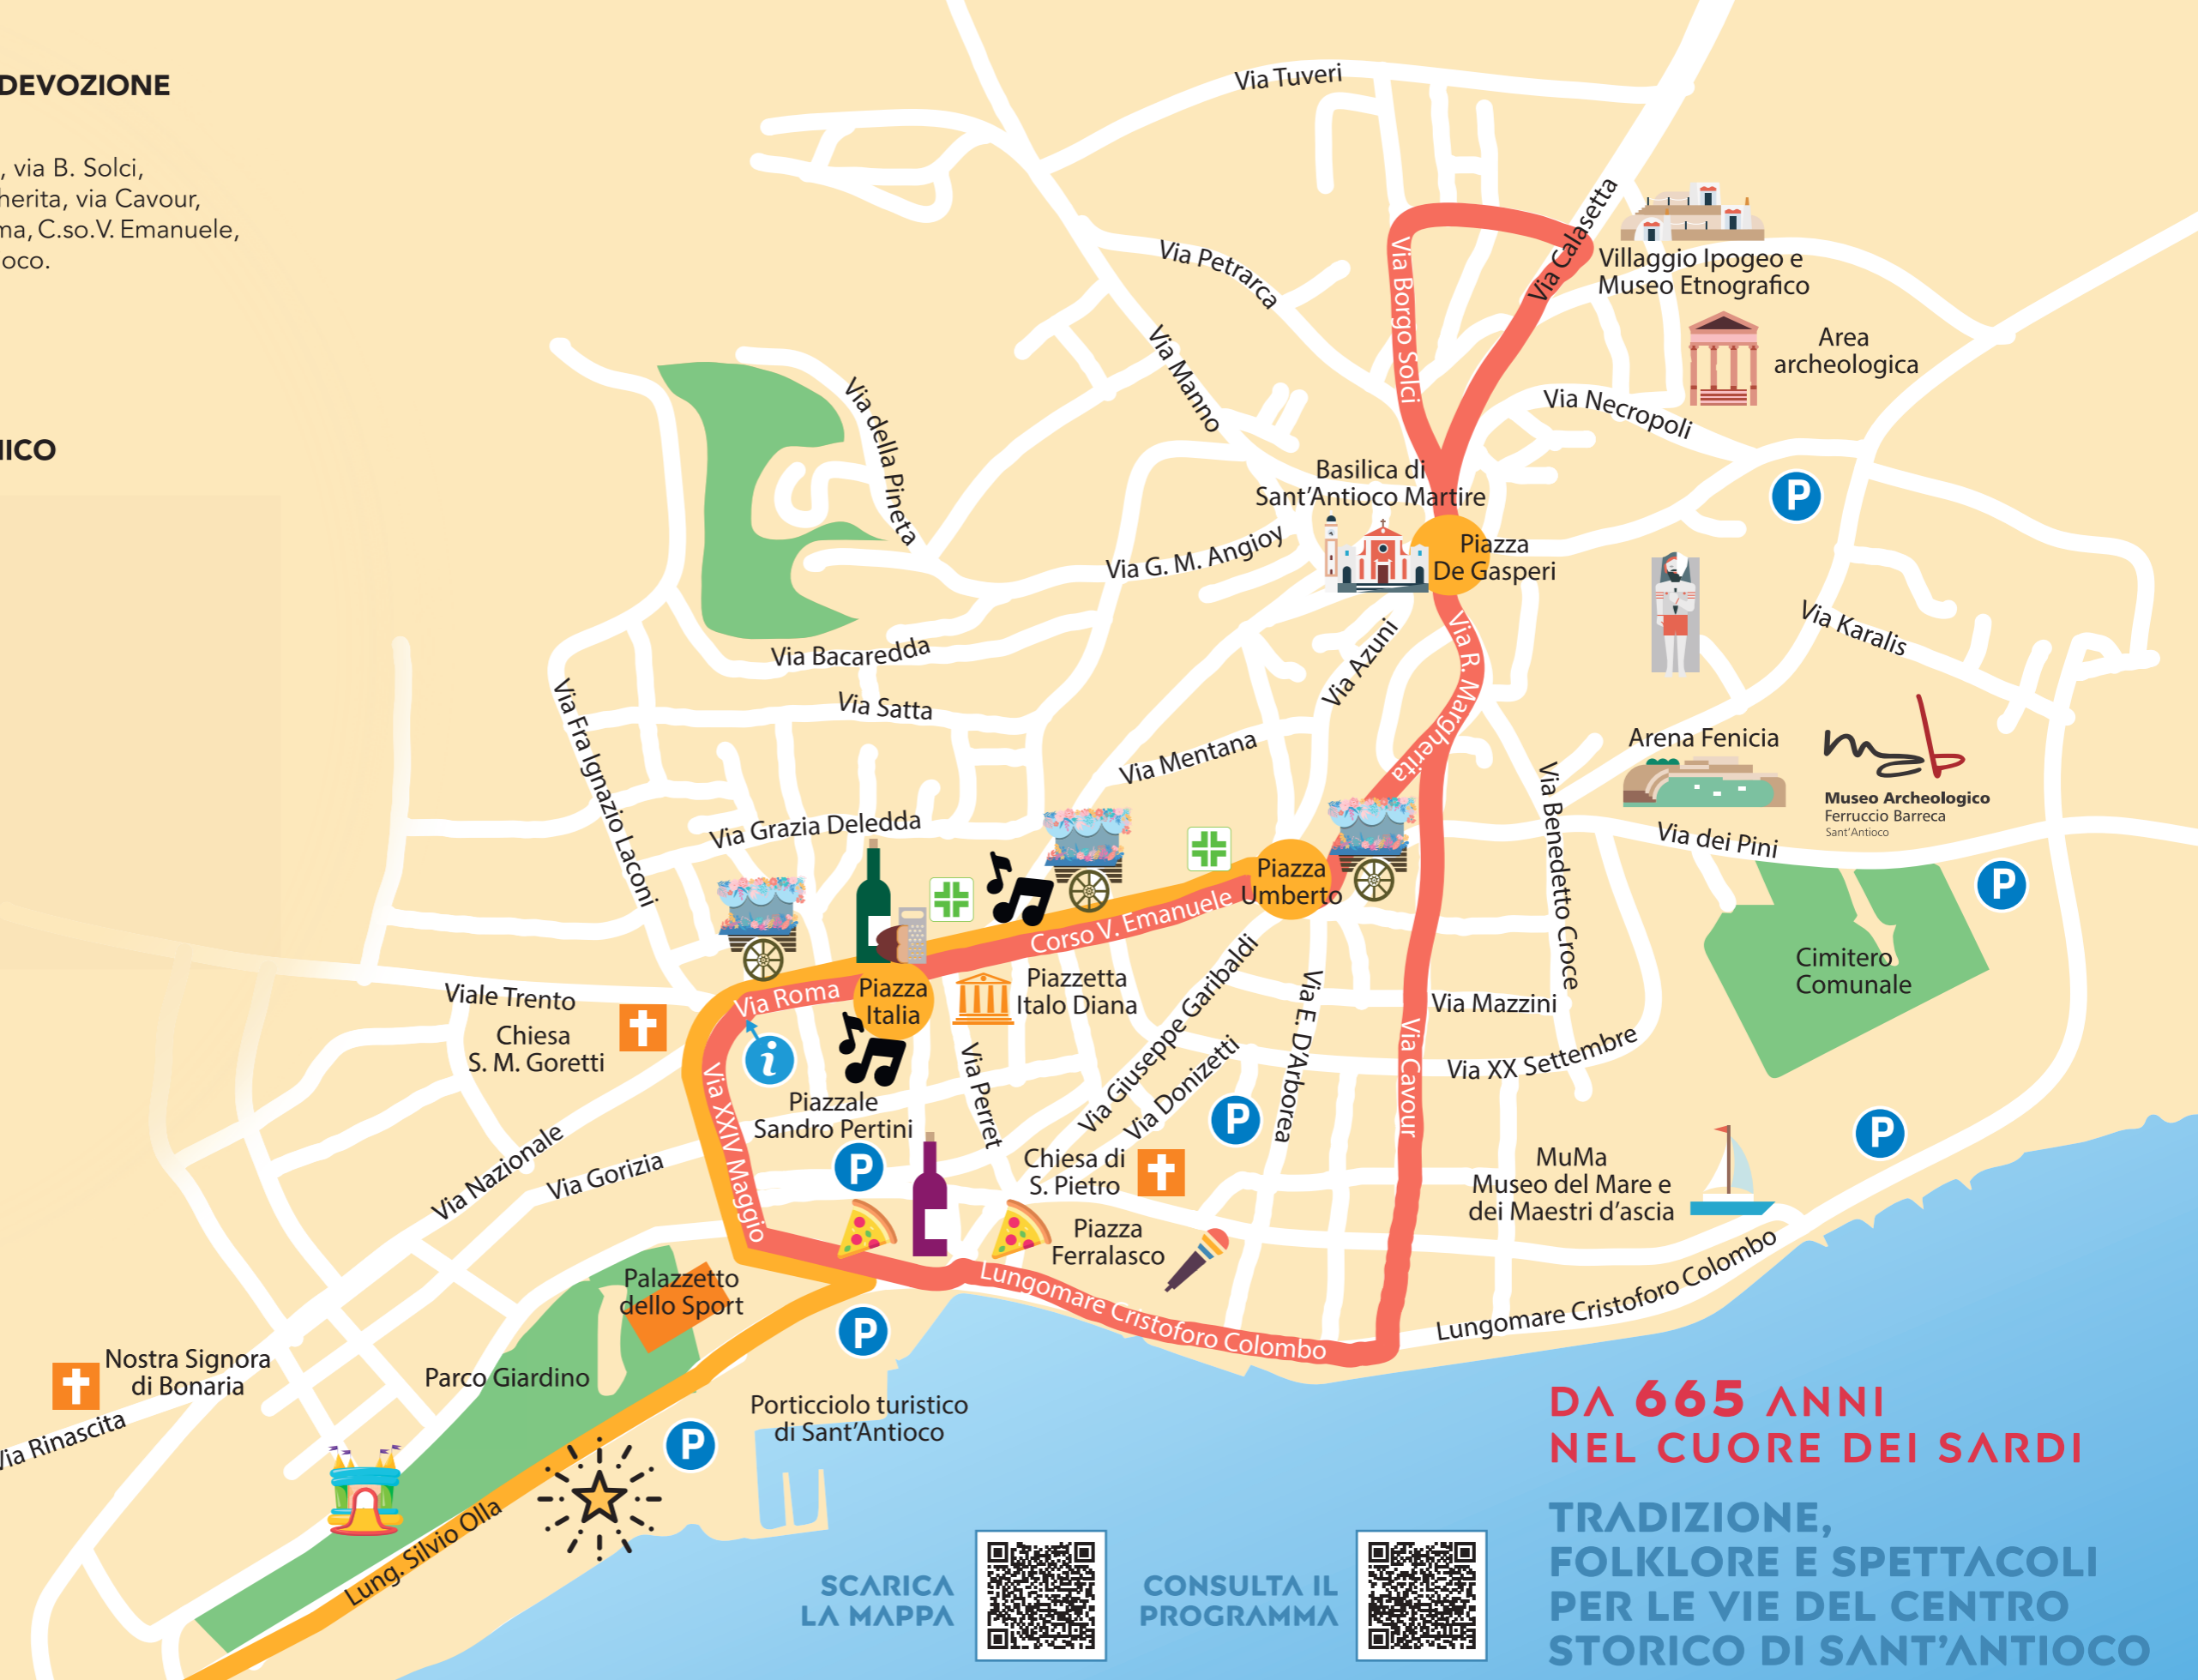 DEVOZIONE
, via B. Solci,
herita, via Cavour,
ma, C.so.V. Emanuele,
oco.
NICO
Via Tuveri
Via Calasetta
Villaggio Ipogeo e
Museo Etnografico
Via Petrarca
Via Borgo Solci
Area
archeologica
Via Manno
Via della Pineta
Via Necropoli
Basilica di
Sant'Antioco Martire
P
Piazza
De Gasperi
Via G. M. Angioy
Via Azuni
Via R. Margherita
Via Karalis
Via Bacaredda
Via Satta
Via Fra Ignazio Laconi
Via Mentana
Arena Fenicia
mab
Museo Archeologico
Ferruccio Barreca
Sant'Antioco
Via Benedetto Croce
Via dei Pini
Via Grazia Deledda
Piazza
Umberto
P
Corso V. Emanuele
Cimitero
Comunale
Viale Trento
Via Roma
Piazza
Italia
Piazzetta
Italo Diana
Via Giuseppe Garibaldi
Via E. D'Arborea
Via Mazzini
Chiesa
S. M. Goretti
i
Via XXIV Maggio
Via Perret
Via Donizetti
Via Cavour
Via XX Settembre
Piazzale
Sandro Pertini
P
P
P
Via Nazionale
Via Gorizia
Chiesa di
S. Pietro
MuMa
Museo del Mare e
dei Maestri d'ascia
Piazza
Ferralasco
Palazzetto
dello Sport
Lungomare Cristoforo Colombo
Lungomare Cristoforo Colombo
P
Nostra Signora
di Bonaria
Parco Giardino
Porticciolo turistico
di Sant'Antioco
P
Via Rinascita
Lung. Silvio Olla
DA 665 ANNI
NEL CUORE DEI SARDI
TRADIZIONE,
FOLKLORE E SPETTACOLI
PER LE VIE DEL CENTRO
STORICO DI SANT'ANTIOCO
SCARICA
LA MAPPA
CONSULTA IL
PROGRAMMA